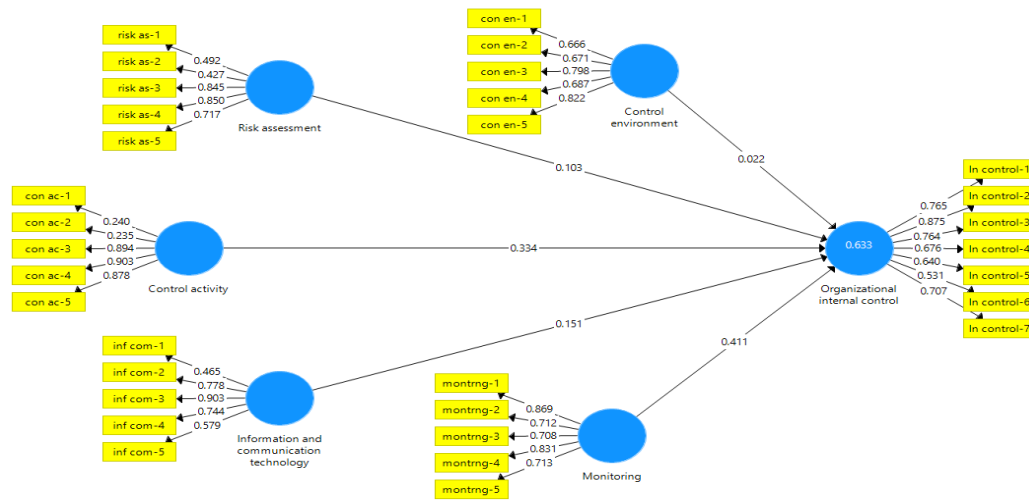 risk as-1
risk as-2
risk as-3
risk as-4
risk as-5
0.492
0.427
0.845
0.850
0.717
Risk assessment
con en-1
con en-2
con en-3
con en-4
con en-5
0.666
0.671
0.798
0.687
0.822
Control
environment
0.103
0.022
con ac-1
con ac-2
con ac-3
con ac-4
con ac-5
0.240
0.235
0.894
0.903
0.878
Control activity
0.334
0.633
Organizational
internal control
0.765
0.875
0.764
0.676
0.640
0.531
0.707
In control-1
In control-2
In control-3
In control-4
In control-5
In control-6
In control-7
inf com-1
inf com-2
inf com-3
inf com-4
inf com-5
0.465
0.778
0.903
0.744
0.579
Information and
communication
technology
0.151
0.411
montrng-1
montrng-2
montrng-3
montrng-4
montrng-5
0.869
0.712
0.708
0.831
0.713
Monitoring